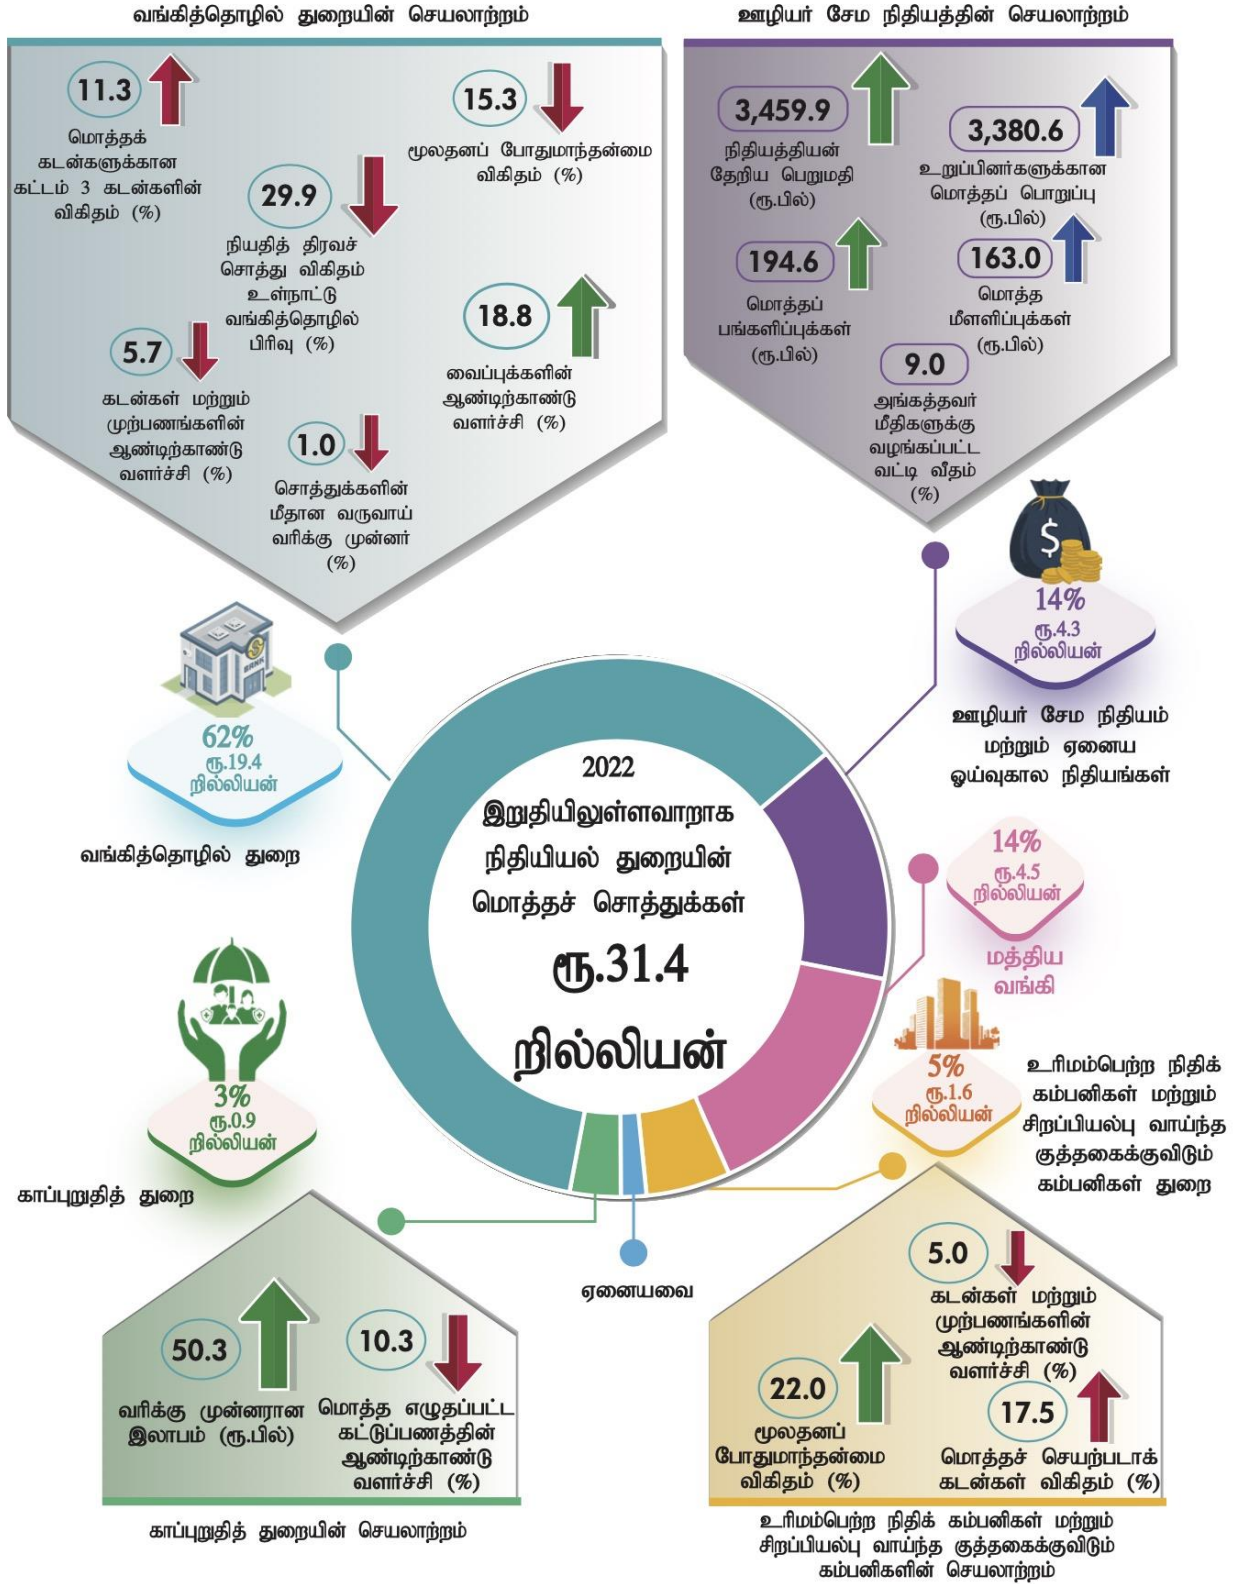 வங்கித்தொழில் துறையின் செயலாற்றம்
11.3
மொத்தக்
கடன்களுக்கான
கட்டம் 3 கடன்களின்
விகிதம் (%)
15.3
மூலதனப் போதுமாந்தன்மை
விகிதம் (%)
29.9
நியதித் திரவச்
சொத்து விகிதம்
உள்நாட்டு
வங்கித்தொழில்
பிரிவு (%)
18.8
வைப்புக்களின்
ஆண்டிற்காண்டு
வளர்ச்சி (%)
5.7
கடன்கள் மற்றும்
முற்பணங்களின்
ஆண்டிற்காண்டு
வளர்ச்சி (%)
1.0
சொத்துக்களின்
மீதான வருவாய்
வரிக்கு முன்னர்
(%)
ஊழியர் சேம நிதியத்தின் செயலாற்றம்
3,459.9
நிதியத்தியன்
தேறிய பெறுமதி
(ரூ.பில்)
3,380.6
உறுப்பினர்களுக்கான
மொத்தப் பொறுப்பு
(ரூ.பில்)
194.6
மொத்தப்
பங்களிப்புக்கள்
(ரூ.பில்)
163.0
மொத்த
மீளளிப்புக்கள்
(ரூ.பில்)
9.0
அங்கத்தவர்
மீதிகளுக்கு
வழங்கப்பட்ட
வட்டி வீதம்
(%)
$
14%
ரூ.4.3
றில்லியன்
ஊழியர் சேம நிதியம்
மற்றும் ஏனைய
ஓய்வுகால நிதியங்கள்
$
BANK
62%
ரூ.19.4
றில்லியன்
வங்கித்தொழில் துறை
2022
இறுதியிலுள்ளவாறாக
நிதியியல் துறையின்
மொத்தச் சொத்துக்கள்
ரூ.31.4
றில்லியன்
14%
ரூ.4.5
றில்லியன்
மத்திய
வங்கி
5%
ரூ.1.6
றில்லியன்
உரிமம்பெற்ற நிதிக்
கம்பனிகள் மற்றும்
சிறப்பியல்பு வாய்ந்த
குத்தகைக்குவிடும்
கம்பனிகள் துறை
3%
ரூ.0.9
றில்லியன்
காப்புறுதித் துறை
ஏனையவை
50.3
வரிக்கு முன்னரான
இலாபம் (ரூ.பில்)
10.3
மொத்த எழுதப்பட்ட
கட்டுப்பணத்தின்
ஆண்டிற்காண்டு
வளர்ச்சி (%)
காப்புறுதித் துறையின் செயலாற்றம்
5.0
கடன்கள் மற்றும்
முற்பணங்களின்
ஆண்டிற்காண்டு
வளர்ச்சி (%)
22.0
மூலதனப்
போதுமாந்தன்மை
விகிதம் (%)
17.5
மொத்தச் செயற்படாக்
கடன்கள் விகிதம் (%)
உரிமம்பெற்ற நிதிக் கம்பனிகள் மற்றும்
சிறப்பியல்பு வாய்ந்த குத்தகைக்குவிடும்
கம்பனிகளின் செயலாற்றம்